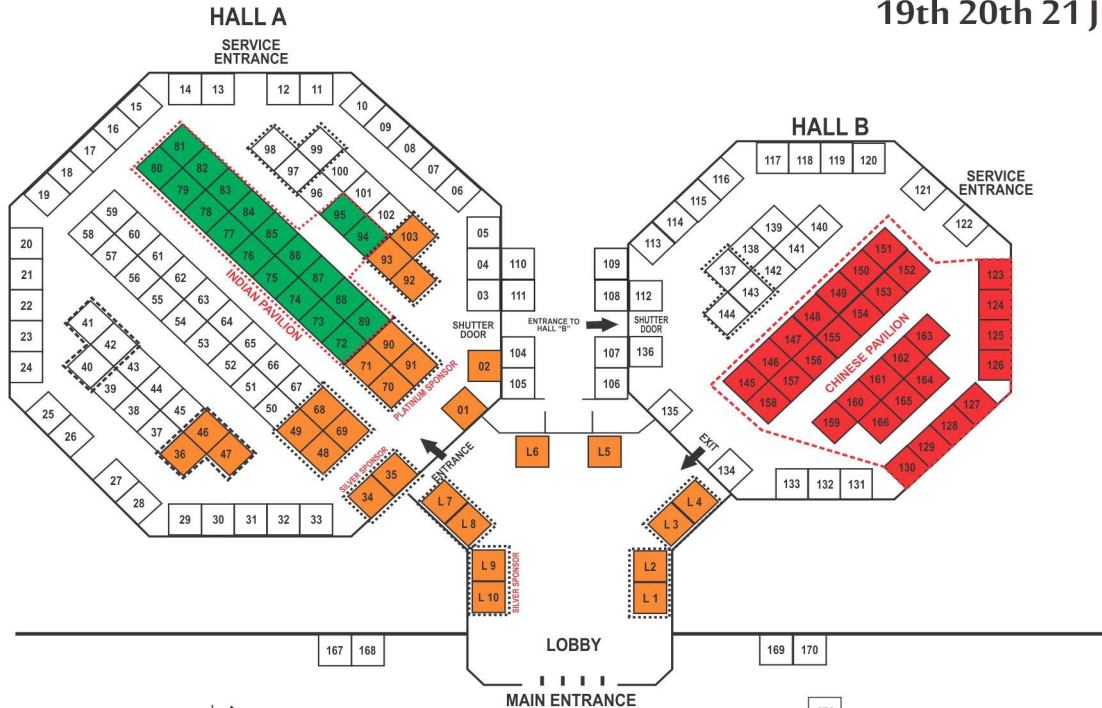 19th 20th 21 J
HALL A
SERVICE
ENTRANCE
14 13 12 11
15 10
16 09
17 08
18 07
19 06
81
80 82
79 83
78 84
77 85
76 86
75 87
74 88
73 89
72
INDIAN PAVILION
98 99
97 100
96 101
95 102
94 103
93
92
90
71 91
70
PLATINUM SPONSOR
59
58 60
57 61
56 62
55 63
54 64
53 65
52 66
51 67
50 68
49 69
48
41
42
40 43
39 44
38 45
37 46
36 47
20
21
22
23
24
25
26
27
28
29 30 31 32 33
34 35
SILVER SPONSOR
ENTRANCE
01
02
SHUTTER
DOOR
05
04 110
03 111
104
105
ENTRANCE TO
HALL "B"
109
108 112
SHUTTER
DOOR
107 136
106
L6 L5
L 7
L 8
L 9
L 10
SILVER SPONSOR
L 4
L 3
L2
L 1
EXIT
135
134
HALL B
SERVICE
ENTRANCE
117 118 119 120
116
115
114
113
121
122
139 140
138 141
137 142
143
144
151
150 152
149 153
148 154
147 155
146 156
145 157
158
CHINESE PAVILION
163
162 164
161 165
160 166
159
123
124
125
126
127
128
129
130
133 132 131
167 168
169 170
LOBBY
MAIN ENTRANCE